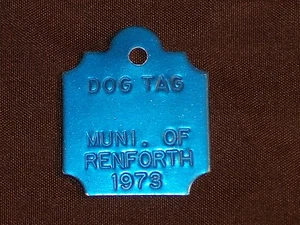 DOG TAG
MUNI. OF
RENFORTH
1973